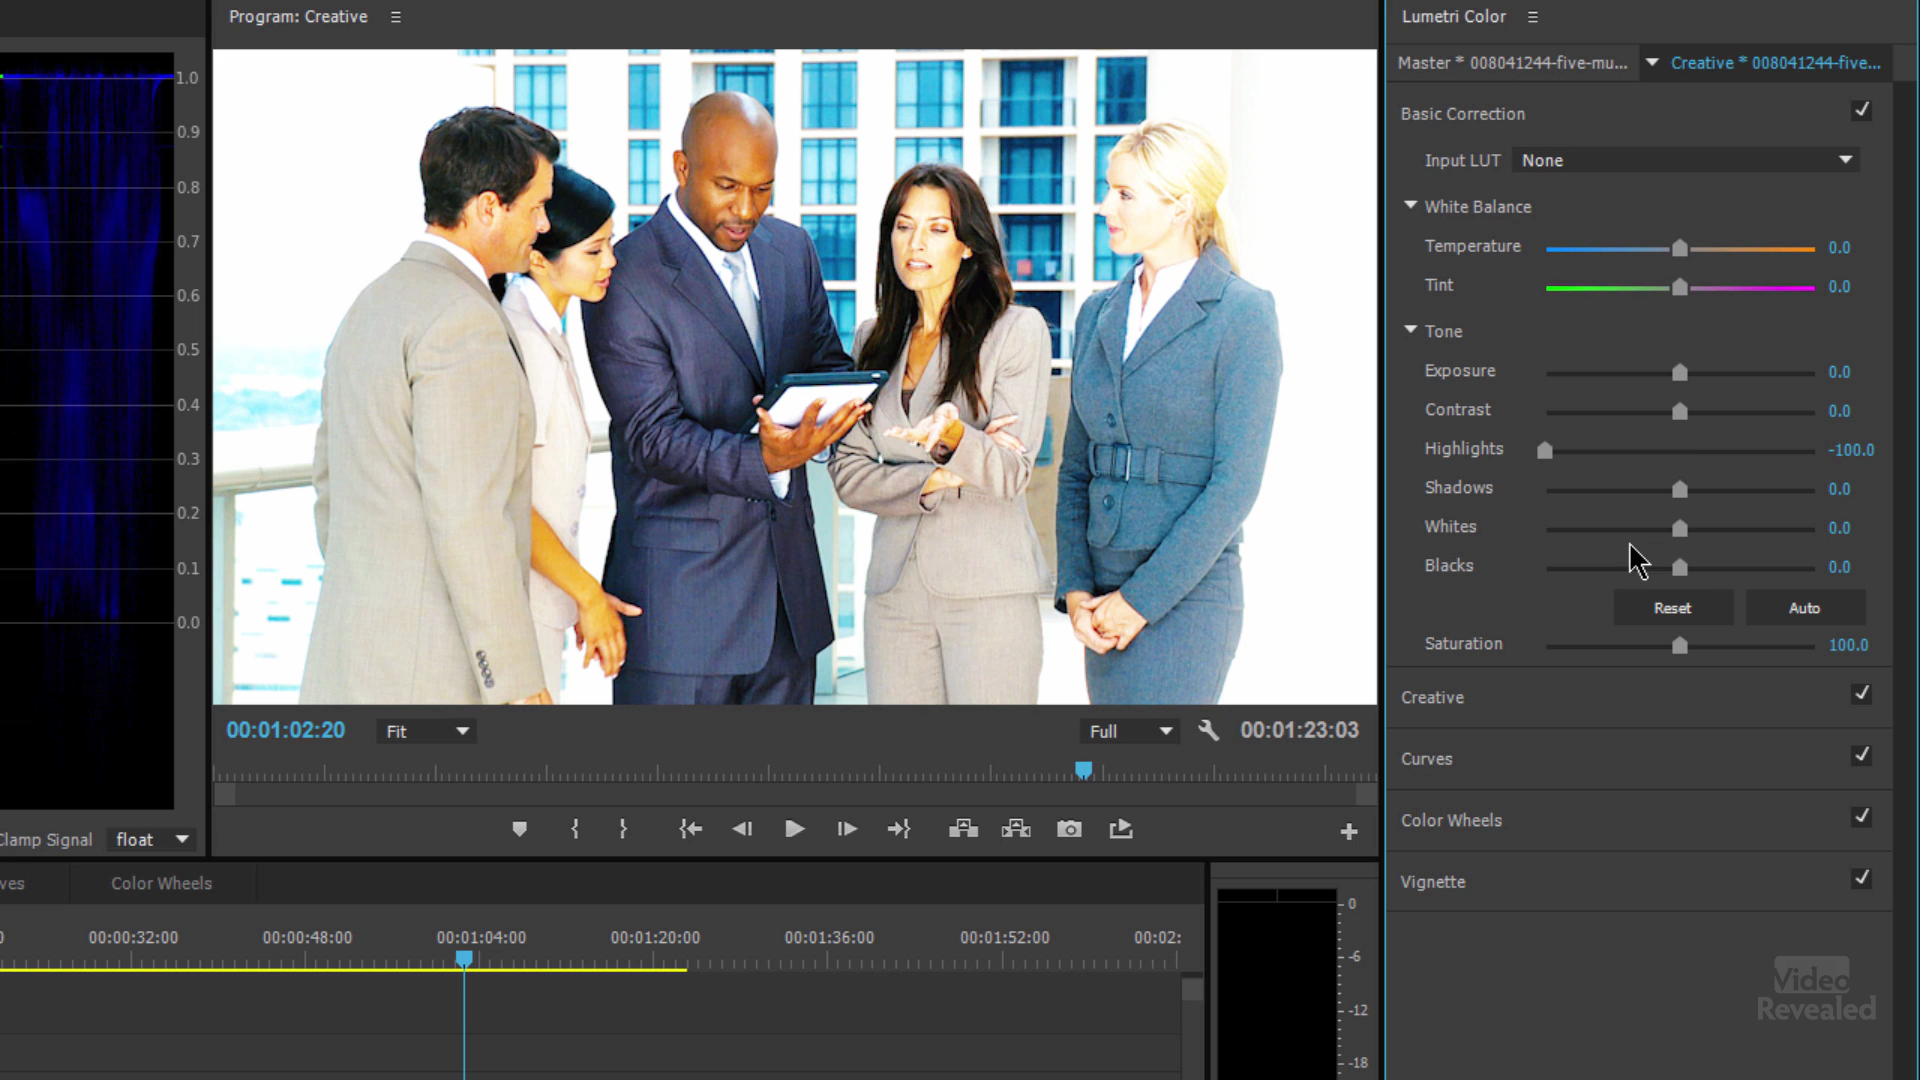 Program: Creative
Lumetri Color
Master * 008041244-five-mu...
Creative * 008041244-five...
1.0
0.9
0.8
0.7
0.6
0.5
0.4
0.3
0.2
0.1
0.0
Basic Correction
Input LUT None
White Balance
Temperature 0.0
Tint 0.0
Tone
Exposure 0.0
Contrast 0.0
Highlights -100.0
Shadows 0.0
Whites 0.0
Blacks 0.0
Reset Auto
Saturation 100.0
Creative
Curves
Color Wheels
Vignette
00:01:02:20 Fit Full 00:01:23:03
Clamp Signal float
ves Color Wheels
0 00:00:32:00 00:00:48:00 00:01:04:00 00:01:20:00 00:01:36:00 00:01:52:00 00:02:
0
-6
-12
-18
Video
Revealed